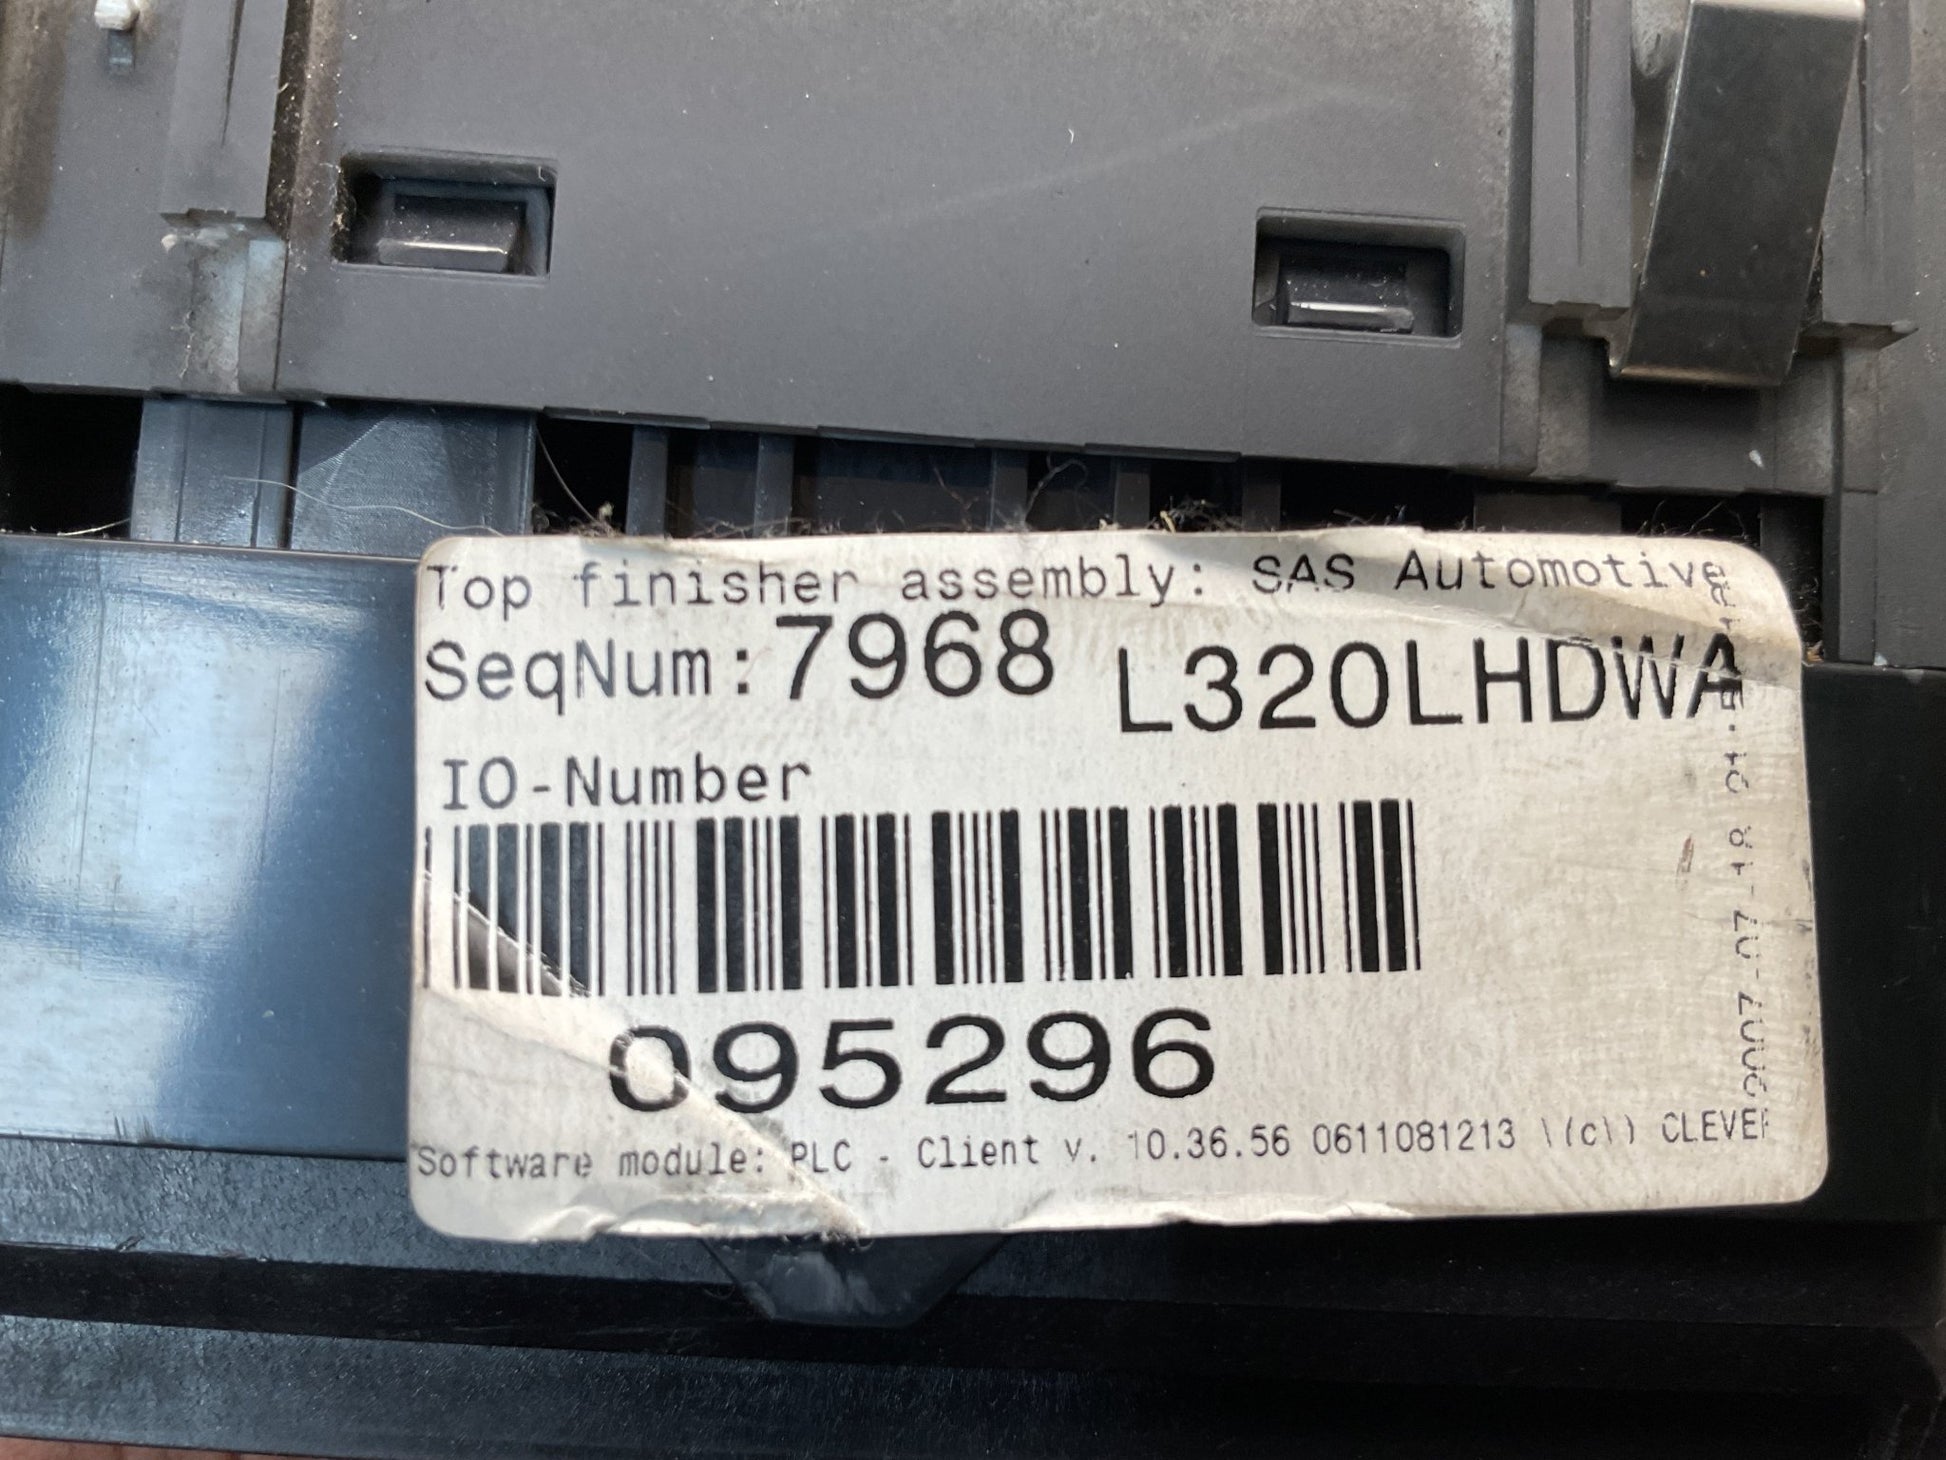 Top finisher assembly: SAS Automotive
SeqNum: 7968 L320LHDWA
IO-Number
095296
Software module: PLC - Client v. 10.36.56 0611081213 \(c\) CLEVER